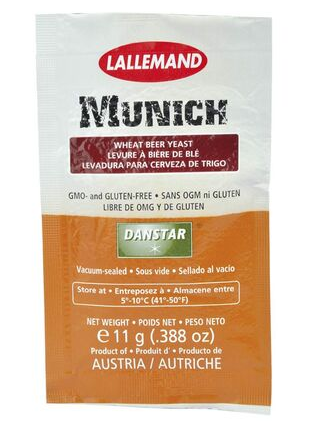 LALLEMAND
MUNICH
WHEAT BEER YEAST
LEVURE À BIÈRE DE BLÉ
LEVADURA PARA CERVEZA DE TRIGO
GMO- and GLUTEN-FREE • SANS OGM ni GLUTEN
LIBRE DE OMG Y DE GLUTEN
DANSTAR
Vacuum-sealed • Sous vide • Sellado al vacío
Store at • Entreposez à • Almacene entre
5°-10°C (41°-50°F)
NET WEIGHT • POIDS NET • PESO NETO
℮ 11 g (.388 oz)
Product of • Produit d' • Producto de
AUSTRIA / AUTRICHE